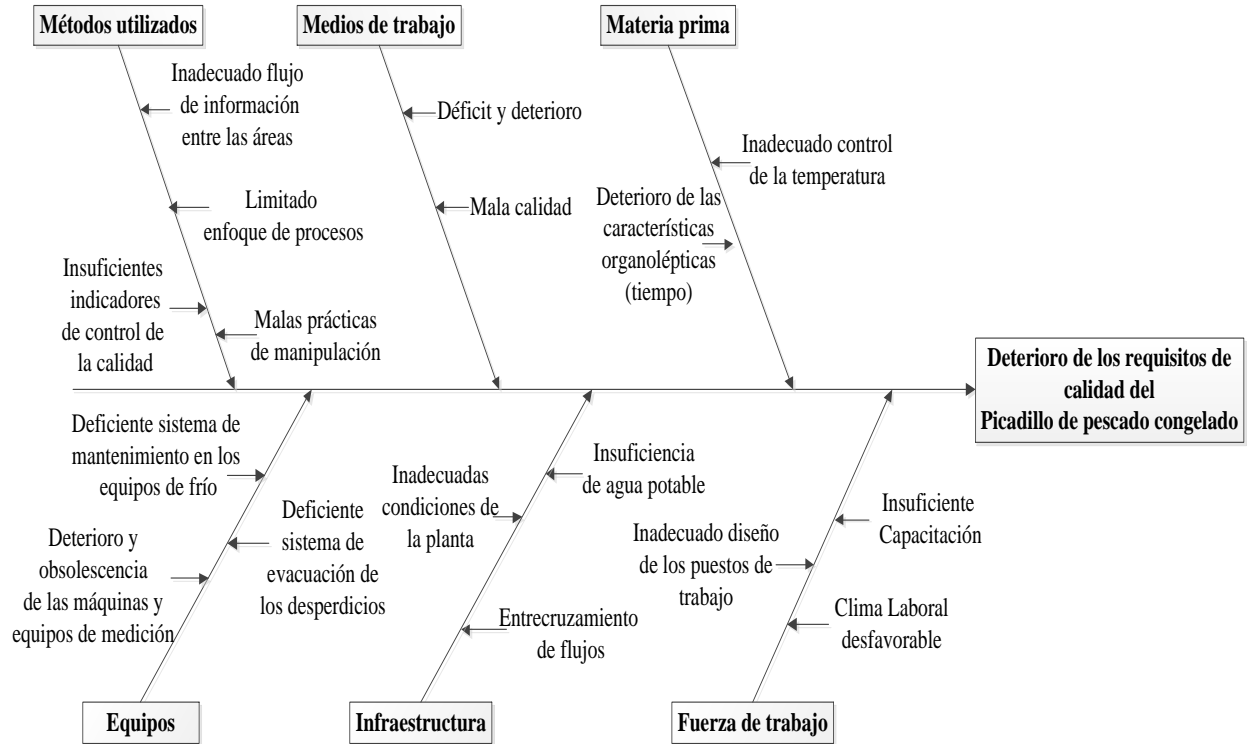 Métodos utilizados
Medios de trabajo
Materia prima
Inadecuado flujo
de información
entre las áreas
Limitado
enfoque de procesos
Insuficientes
indicadores
de control de
la calidad
Malas prácticas
de manipulación
Déficit y deterioro
Mala calidad
Inadecuado control
de la temperatura
Deterioro de las
características
organolépticas
(tiempo)
Deterioro de los requisitos de
calidad del
Picadillo de pescado congelado
Deficiente sistema de
mantenimiento en los
equipos de frío
Deterioro y
obsolescencia
de las máquinas y
equipos de medición
Deficiente
sistema de
evacuación de
los desperdicios
Inadecuadas
condiciones de
la planta
Insuficiencia
de agua potable
Entrecruzamiento
de flujos
Inadecuado diseño
de los puestos de
trabajo
Insuficiente
Capacitación
Clima Laboral
desfavorable
Equipos
Infraestructura
Fuerza de trabajo